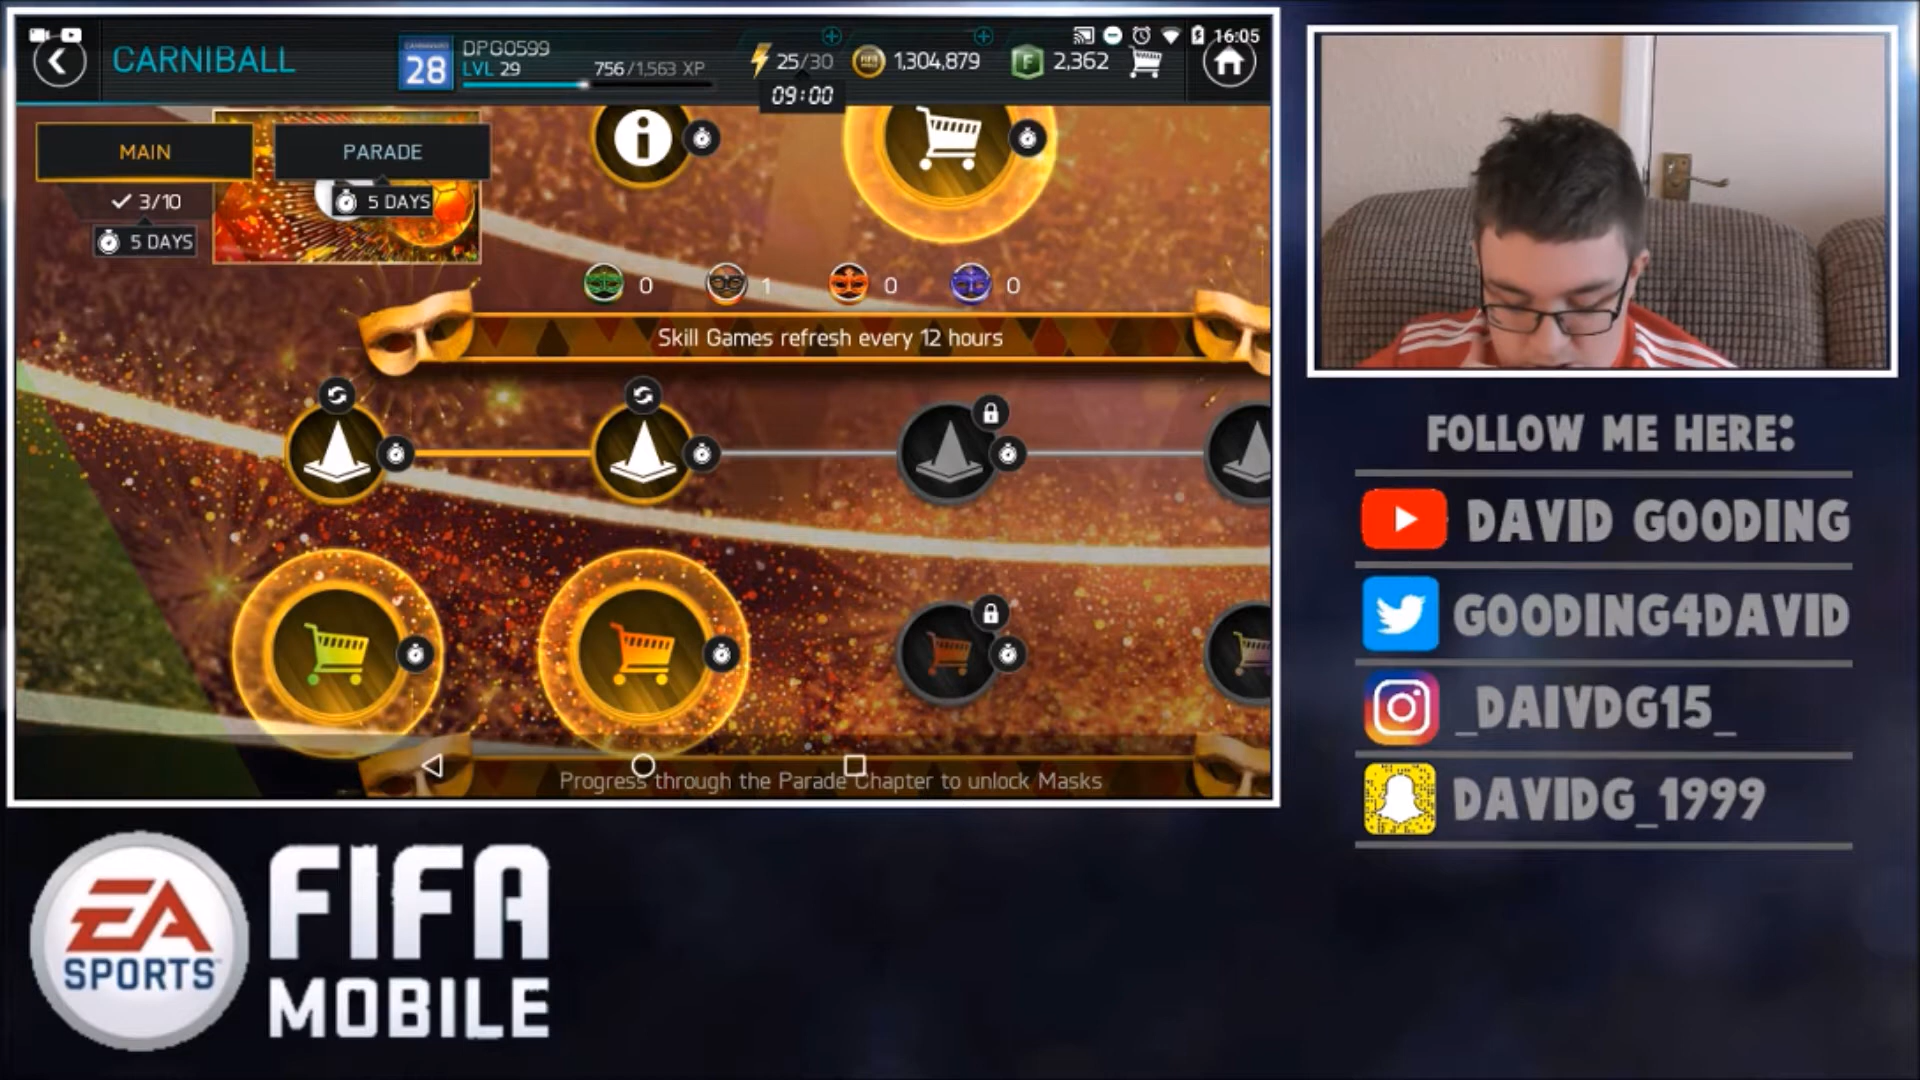 CARNIBALL
28
DPG0599
LVL 29
756/1,563 XP
25/30
09:00
1,304,879
2,362
16:05
MAIN
PARADE
3/10
5 DAYS
5 DAYS
0
1
0
0
Skill Games refresh every 12 hours
Progress through the Parade Chapter to unlock Masks
FOLLOW ME HERE:
DAVID GOODING
GOODING4DAVID
_DAIVDG15_
DAVIDG_1999
EA
SPORTS
FIFA
MOBILE